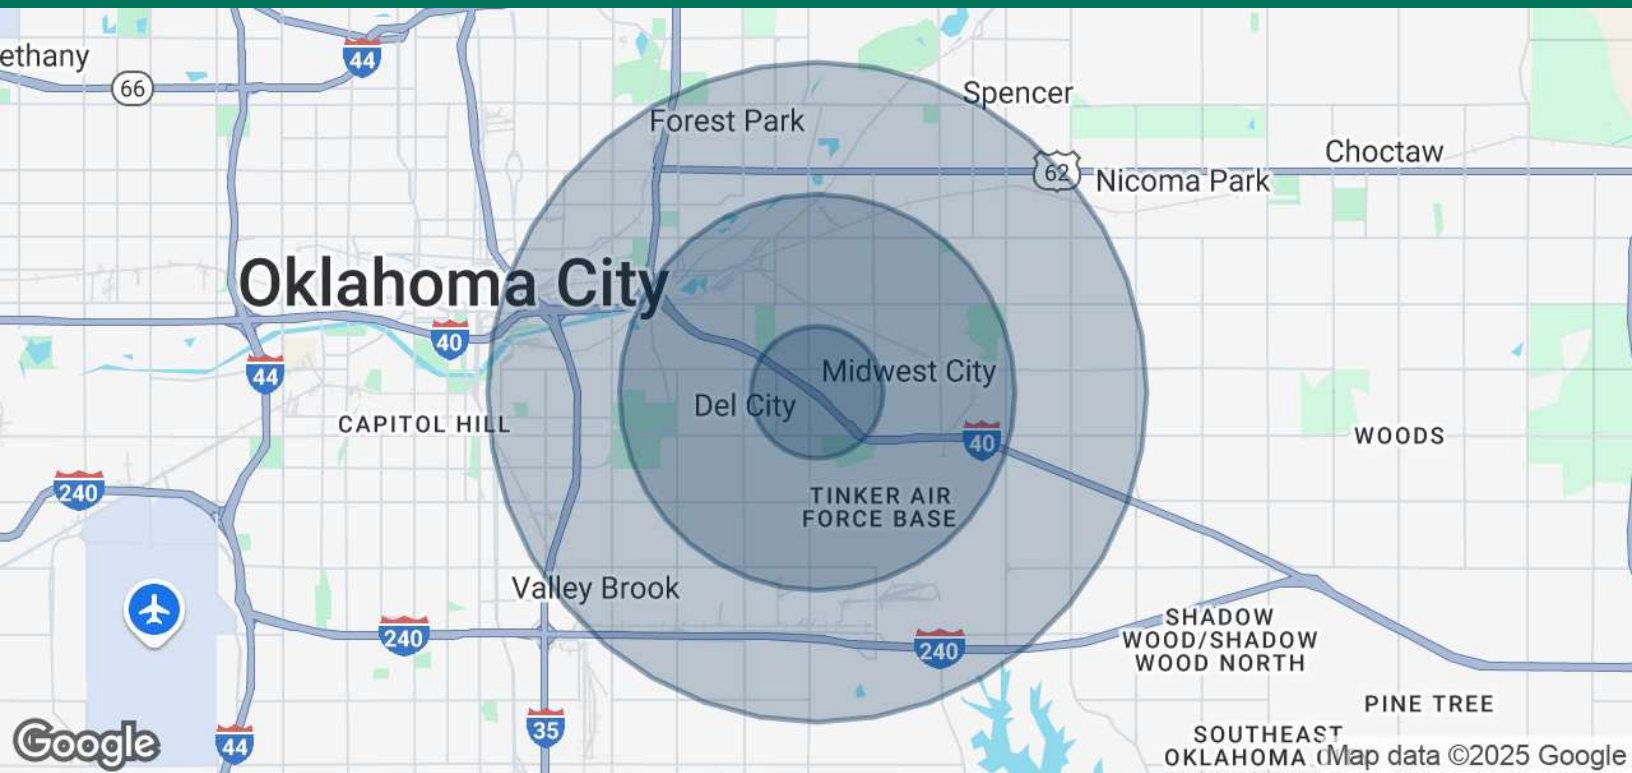 ethany
44
66
Spencer
Forest Park
Choctaw
62
Nicoma Park
Oklahoma City
40
44
Midwest City
Del City
CAPITOL HILL
40
WOODS
240
TINKER AIR
FORCE BASE
Valley Brook
240
240
SHADOW
WOOD/SHADOW
WOOD NORTH
PINE TREE
35
44
SOUTHEAST
OKLAHOMA
Google
Map data ©2025 Google